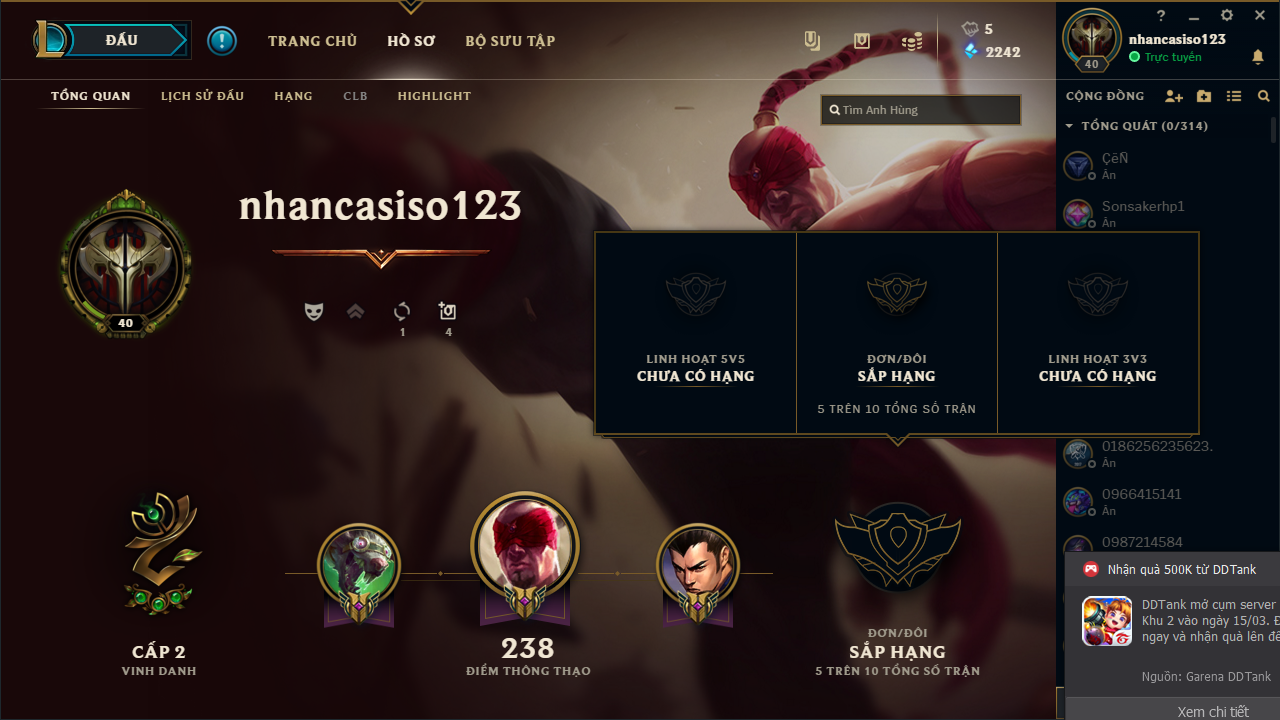 ĐẤU
TRANG CHỦ
HỒ SƠ
BỘ SƯU TẬP
5
2242
?
nhancasiso123
Trực tuyến
40
TỔNG QUAN
LỊCH SỬ ĐẤU
HẠNG
CLB
HIGHLIGHT
Tìm Anh Hùng
CỘNG ĐỒNG
TỔNG QUÁT (0/314)
ÇëÑ
Ẩn
Sonsakerhp1
Ẩn
nhancasiso123
40
1
4
LINH HOẠT 5V5
CHƯA CÓ HẠNG
ĐƠN/ĐÔI
SẮP HẠNG
5 TRÊN 10 TỔNG SỐ TRẬN
LINH HOẠT 3V3
CHƯA CÓ HẠNG
0186256235623.
Ẩn
0966415141
Ẩn
0987214584
CẤP 2
VINH DANH
238
ĐIỂM THÔNG THẠO
ĐƠN/ĐÔI
SẮP HẠNG
5 TRÊN 10 TỔNG SỐ TRẬN
Nhận quà 500K từ DDTank
DDTank mở cụm server
Khu 2 vào ngày 15/03. Đ
ngay và nhận quà lên đế
Nguồn: Garena DDTank
Xem chi tiết